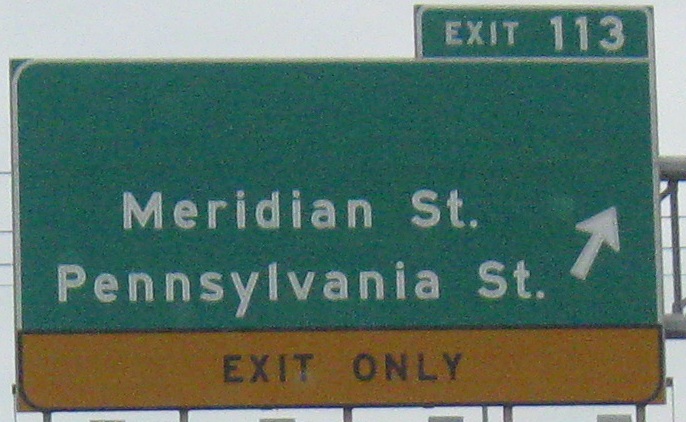 EXIT 113
Meridian St.
Pennsylvania St.
EXIT ONLY